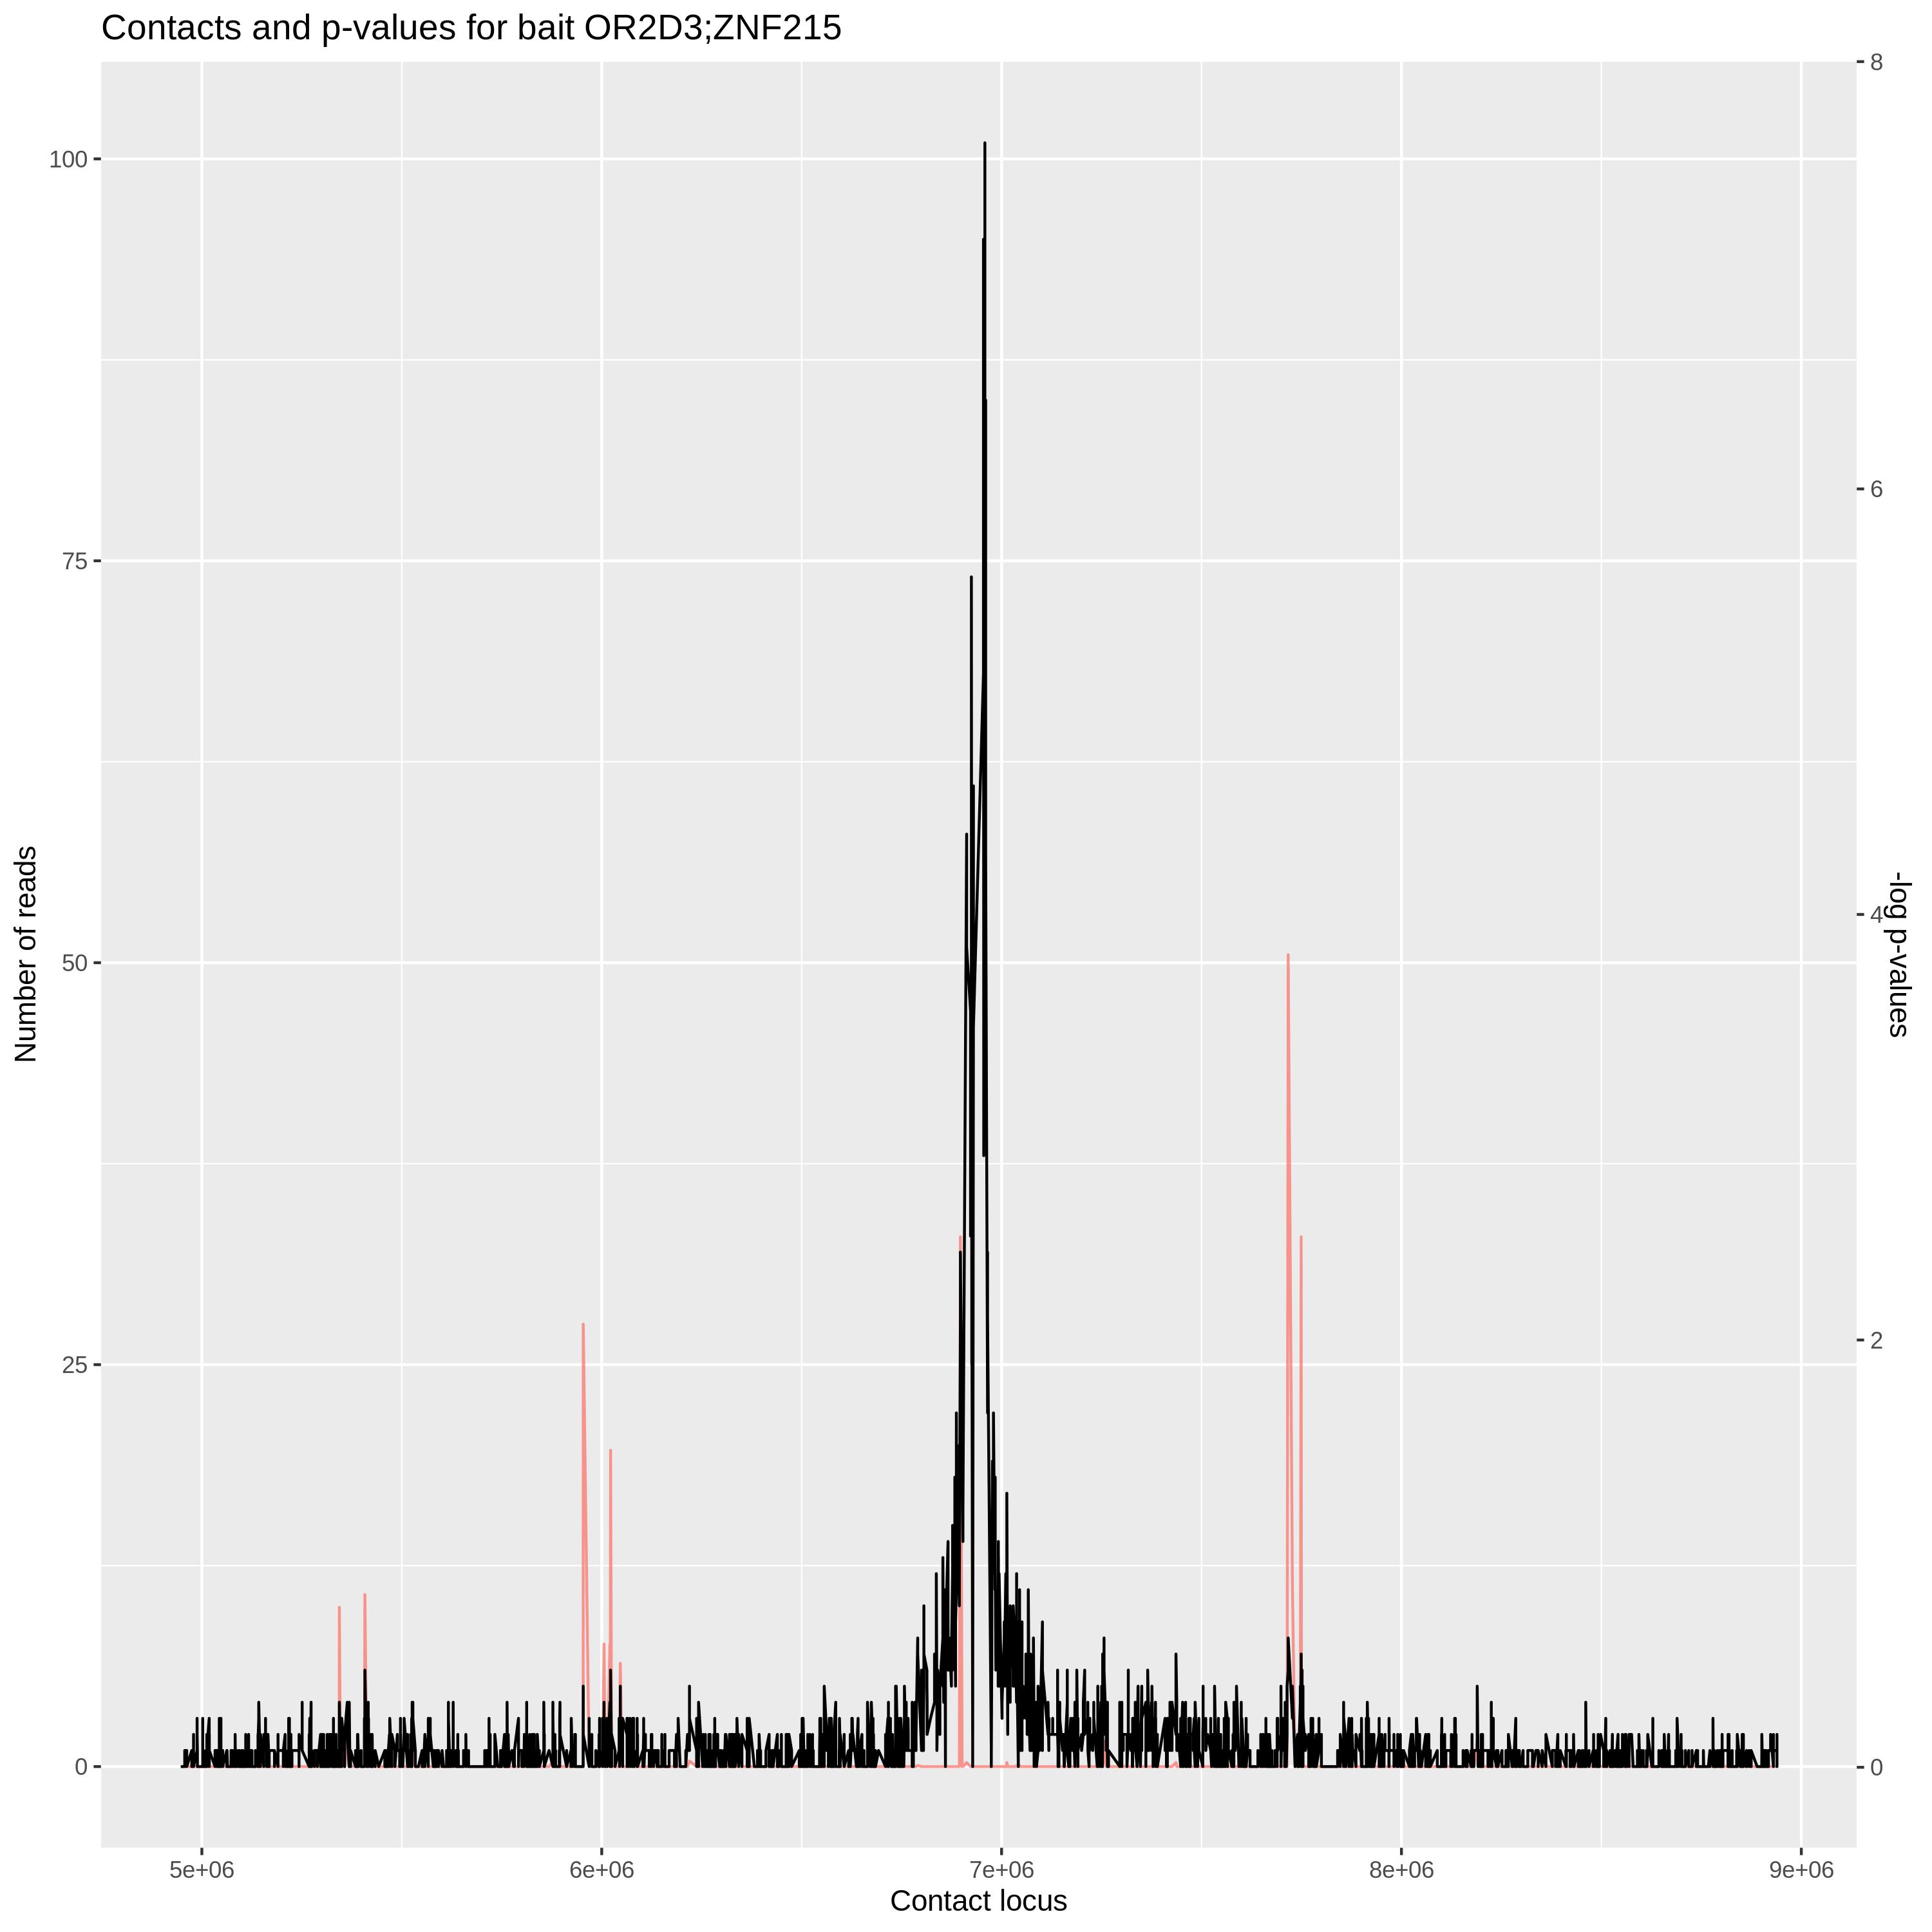 Contacts and p-values for bait OR2D3;ZNF215
Number of reads
100
75
50
25
0
8
6
4
2
0
-log p-values
5e+06 6e+06 7e+06 8e+06 9e+06
Contact locus